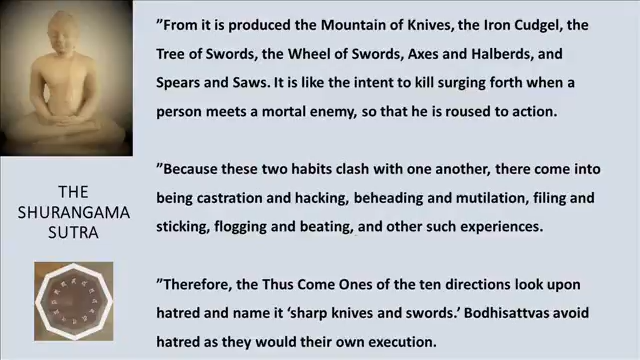 "From it is produced the Mountain of Knives, the Iron Cudgel, the
Tree of Swords, the Wheel of Swords, Axes and Halberds, and
Spears and Saws. It is like the intent to kill surging forth when a
person meets a mortal enemy, so that he is roused to action.
"Because these two habits clash with one another, there come into
being castration and hacking, beheading and mutilation, filing and
sticking, flogging and beating, and other such experiences.
"Therefore, the Thus Come Ones of the ten directions look upon
hatred and name it ‘sharp knives and swords.’ Bodhisattvas avoid
hatred as they would their own execution.
THE
SHURANGAMA
SUTRA